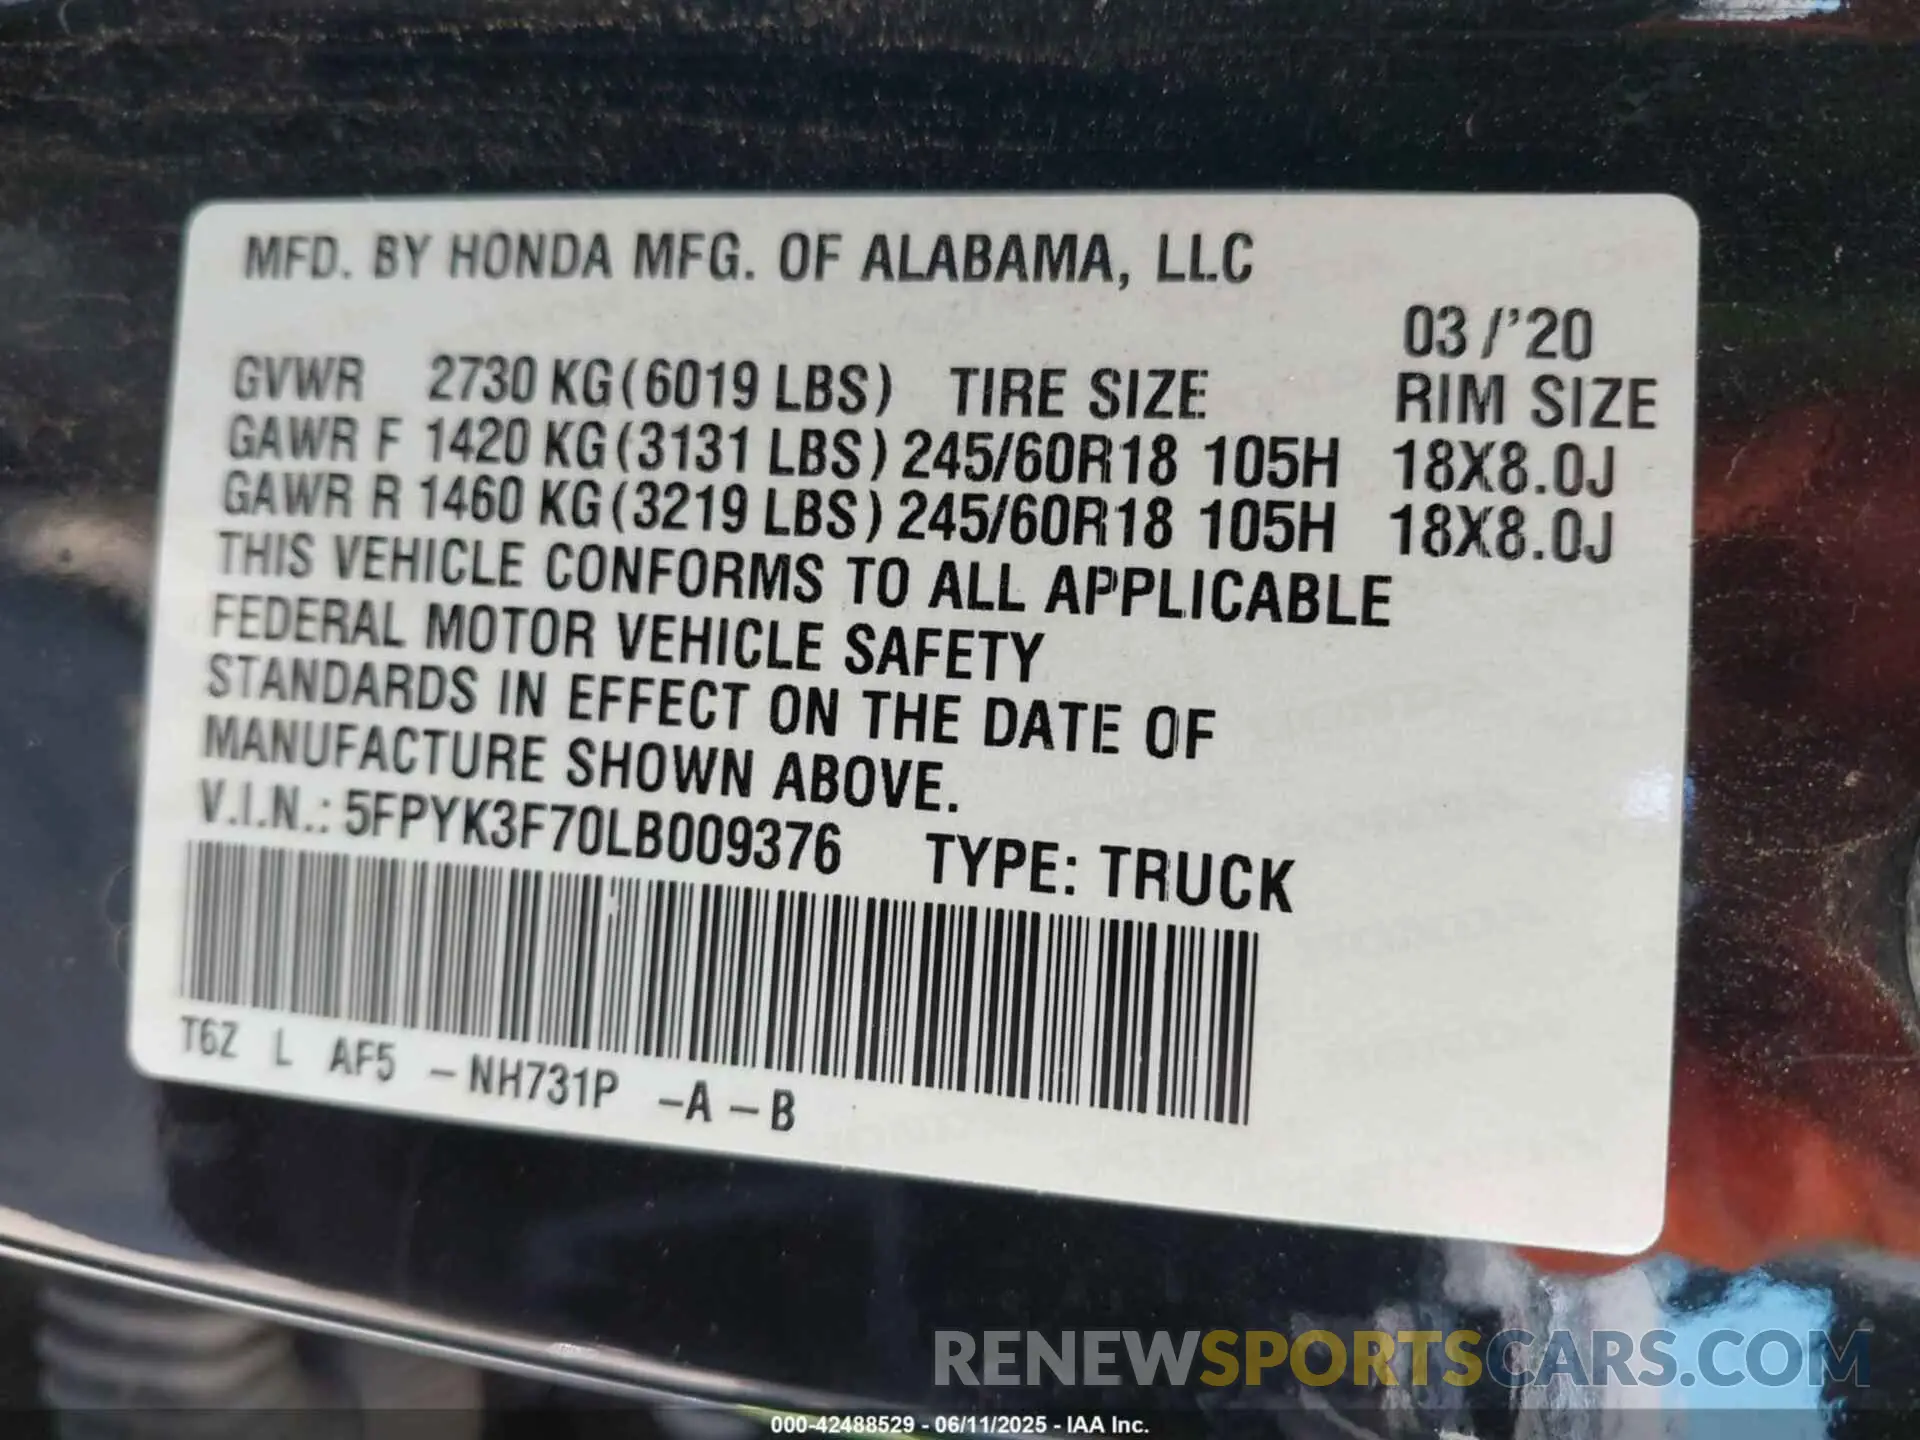 MFD. BY HONDA MFG. OF ALABAMA, LLC
03/'20
GVWR 2730 KG(6019 LBS) TIRE SIZE RIM SIZE
GAWR F 1420 KG(3131 LBS) 245/60R18 105H 18X8.0J
GAWR R 1460 KG(3219 LBS) 245/60R18 105H 18X8.0J
THIS VEHICLE CONFORMS TO ALL APPLICABLE
FEDERAL MOTOR VEHICLE SAFETY
STANDARDS IN EFFECT ON THE DATE OF
MANUFACTURE SHOWN ABOVE.
V.I.N.: 5FPYK3F70LB009376 TYPE: TRUCK
T6Z L AF5 -NH731P -A-B
RENEWSPORTSCARS.COM
000-42488529 - 06/11/2025 - IAA Inc.